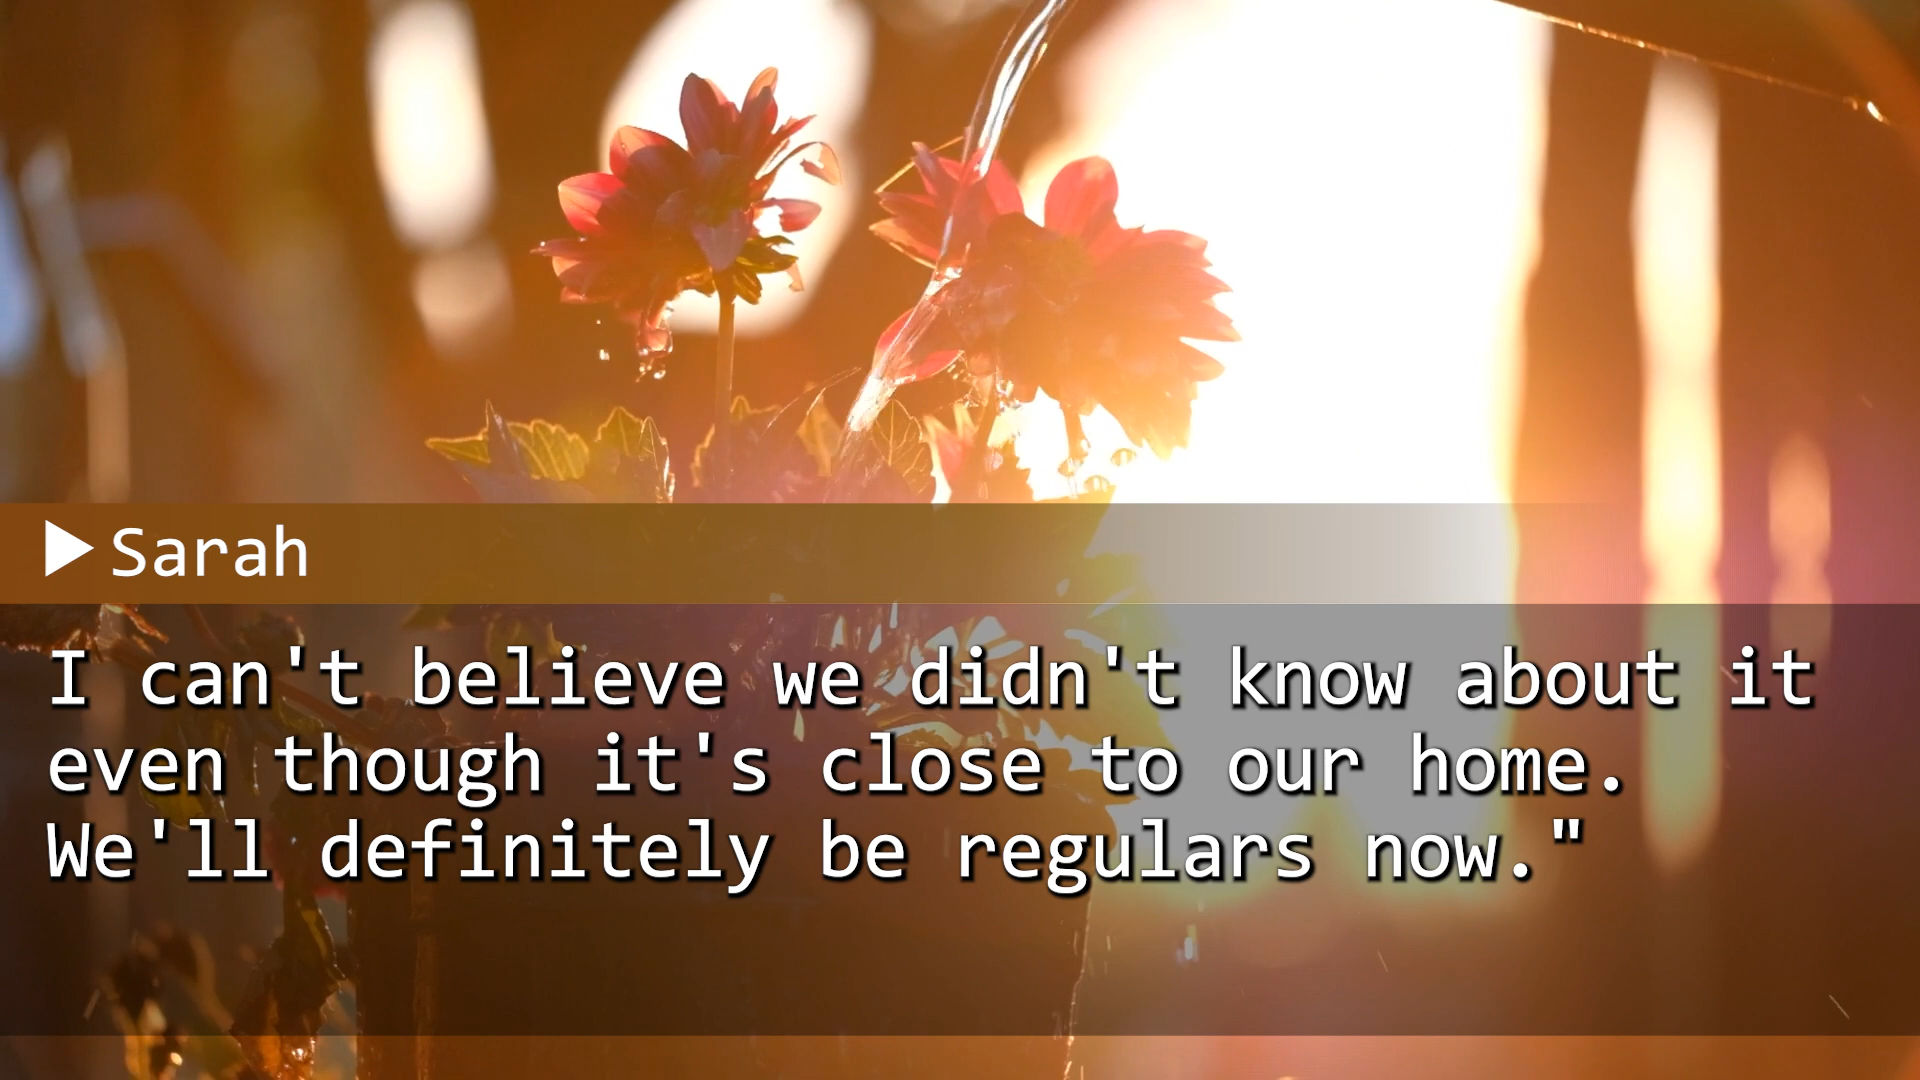 Sarah
I can't believe we didn't know about it
even though it's close to our home.
We'll definitely be regulars now."